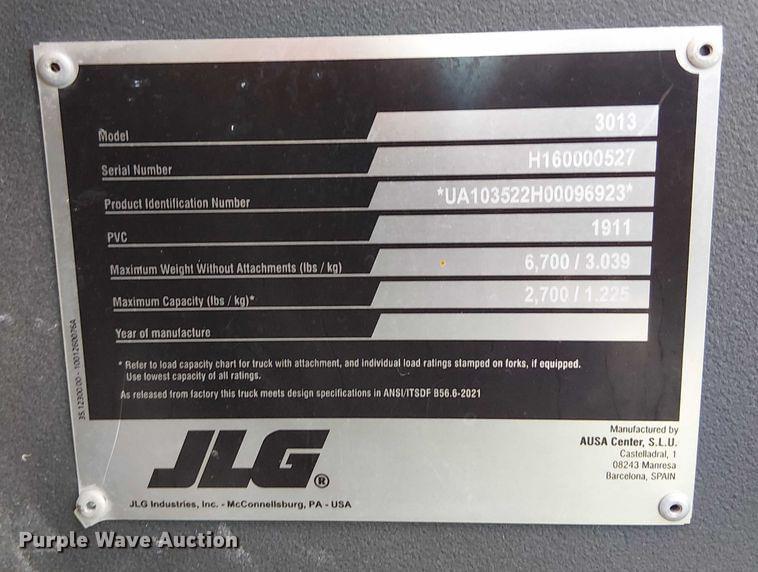 Model 3013
Serial Number H160000527
Product Identification Number *UA103522H00096923*
PVC 1911
Maximum Weight Without Attachments (lbs / kg) 6,700 / 3.039
Maximum Capacity (lbs / kg)* 2,700 / 1.225
Year of manufacture
* Refer to load capacity chart for truck with attachment, and individual load ratings stamped on forks, if equipped.
Use lowest capacity of all ratings.
As released from factory this truck meets design specifications in ANSI/ITSDF B56.6-2021
35.12300.00 - 1001260076A
JLG®
JLG Industries, Inc. - McConnellsburg, PA - USA
Manufactured by
AUSA Center, S.L.U.
Castelladral, 1
08243 Manresa
Barcelona, SPAIN
Purple Wave Auction